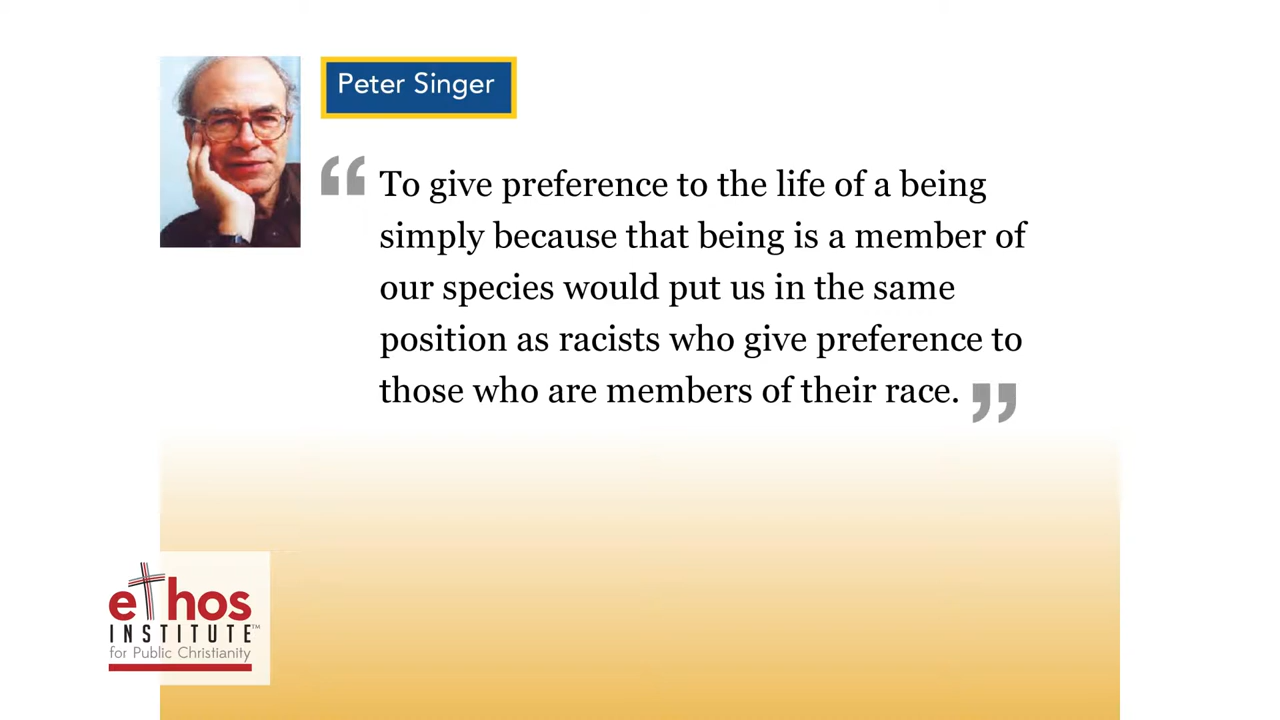 Peter Singer
“ To give preference to the life of a being
simply because that being is a member of
our species would put us in the same
position as racists who give preference to
those who are members of their race. ”
ethos
INSTITUTE™
for Public Christianity